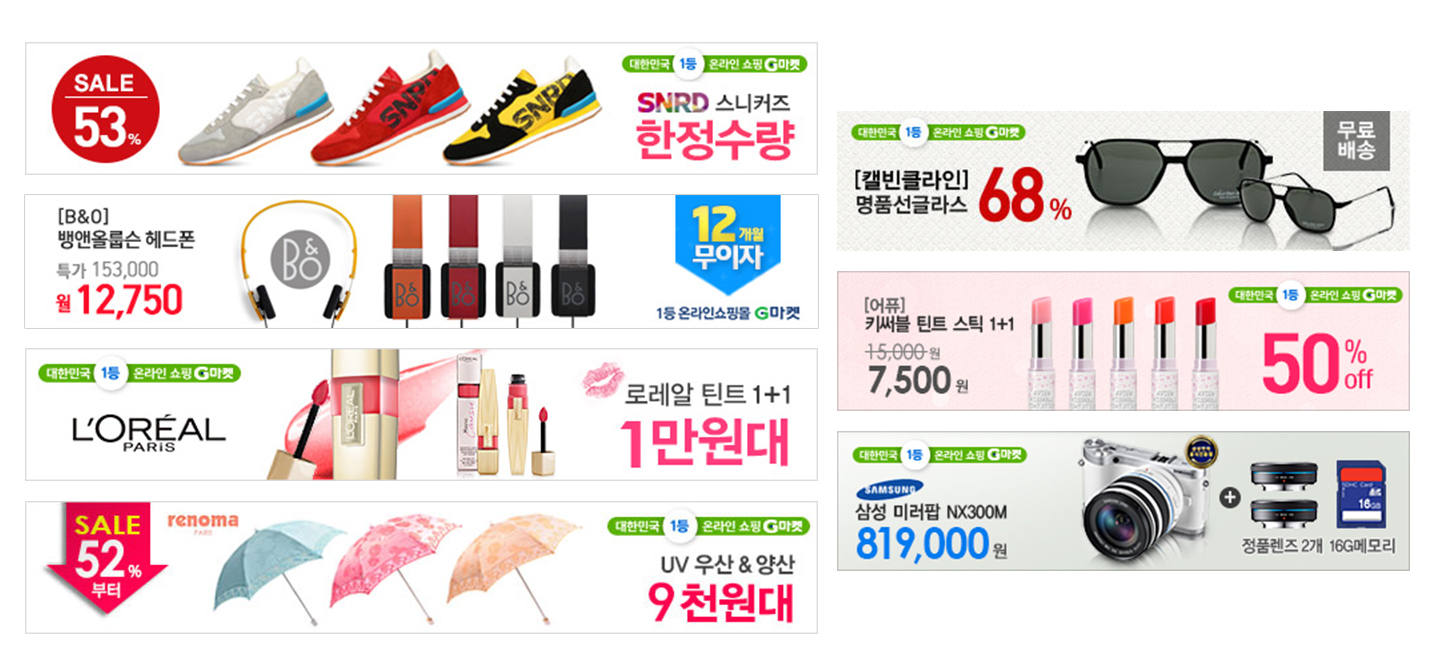 SALE
53%
SNRD
SNRD
대한민국 1등 온라인 쇼핑 G마켓
SNRD 스니커즈
한정수량
[B&O]
뱅앤올룹슨 헤드폰
특가 153,000
월 12,750
B&O
B&O
B&O
B&O
B&O
12개월
무이자
1등 온라인쇼핑몰 G마켓
대한민국 1등 온라인 쇼핑 G마켓
L'ORÉAL
PARIS
L'ORÉAL
로레알 틴트 1+1
1만원대
SALE
52%
부터
renoma
PARIS
대한민국 1등 온라인 쇼핑 G마켓
UV 우산 & 양산
9천원대
대한민국 1등 온라인 쇼핑 G마켓
[캘빈클라인]
명품선글라스
68%
무료
배송
[어퓨]
키써블 틴트 스틱 1+1
15,000원
7,500원
대한민국 1등 온라인 쇼핑 G마켓
50% off
대한민국 1등 온라인 쇼핑 G마켓
SAMSUNG
삼성 미러팝 NX300M
819,000원
+
SDHC Card
16GB
정품렌즈 2개 16G메모리